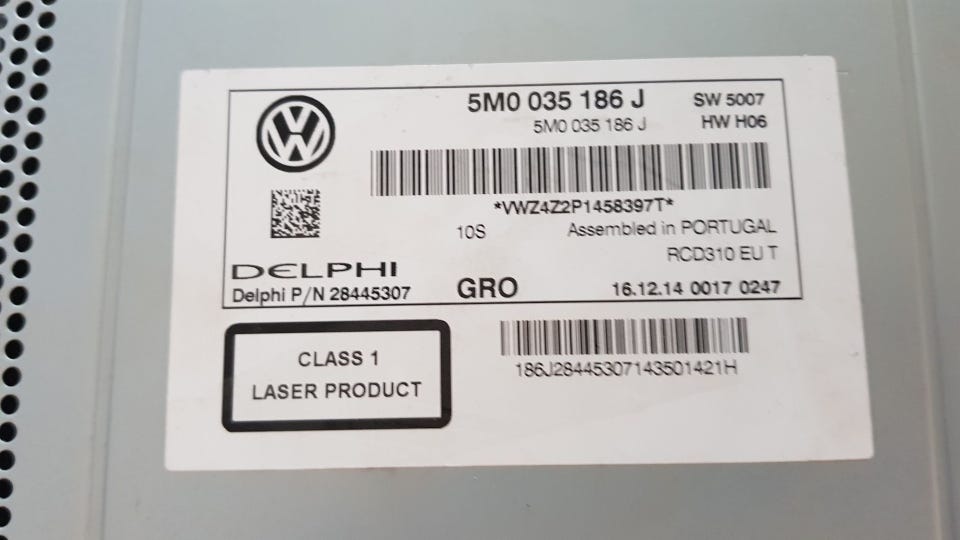 5M0 035 186 J SW 5007
5M0 035 186 J HW H06
*VWZ4Z2P1458397T*
10S Assembled in PORTUGAL
RCD310 EU T
DELPHI
Delphi P/N 28445307 GRO 16.12.14 0017 0247
186J28445307143501421H
CLASS 1
LASER PRODUCT